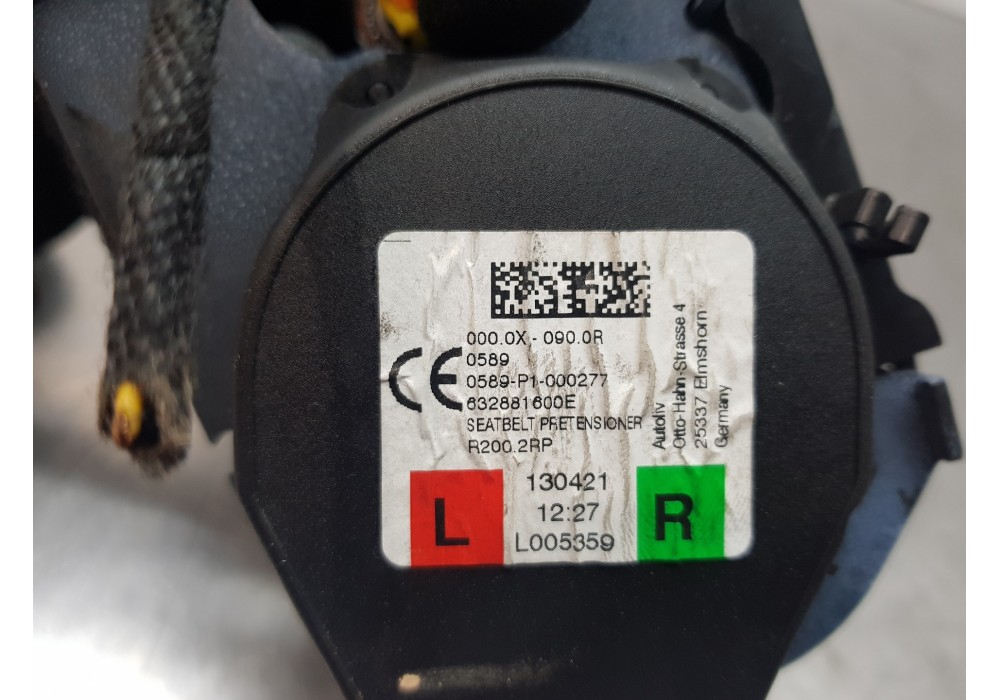 000.0X - 090.0R
CE
0589
0589-P1-000277
632881600E
SEATBELT PRETENSIONER
R200.2RP
Autoliv
Otto-Hahn-Strasse 4
25337 Elmshorn
Germany
L
130421
12:27
L005359
R